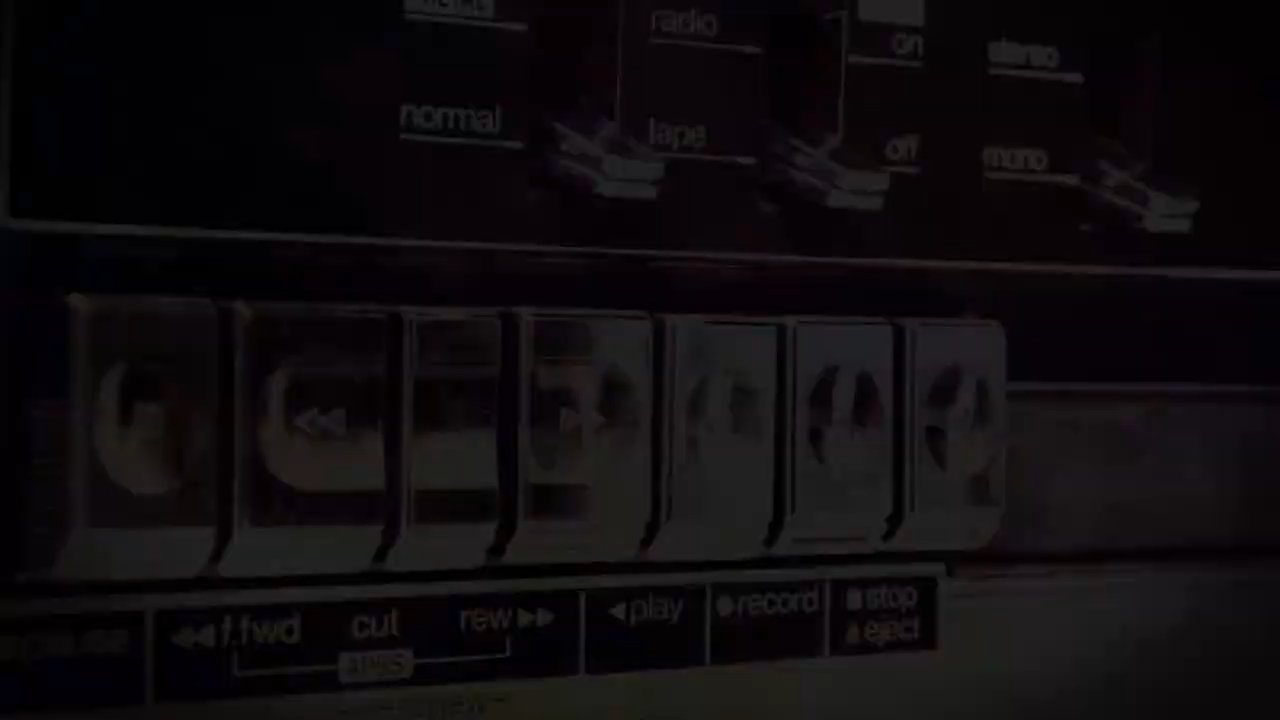 radio
on
stereo
normal
tape
off
mono
◀◀ f.fwd cut rew ▶▶
◀ play
● record
■ stop
▲ eject